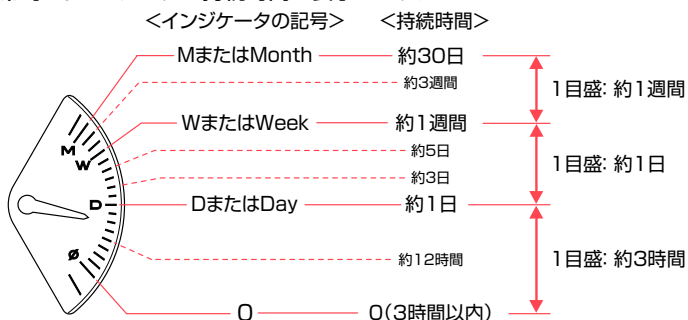 <インジケータの記号> <持続時間>
MまたはMonth 約30日
約3週間
1目盛: 約1週間
WまたはWeek 約1週間
約5日
1目盛: 約1日
約3日
DまたはDay 約1日
約12時間
1目盛: 約3時間
0 0(3時間以内)
M
W
D
ø